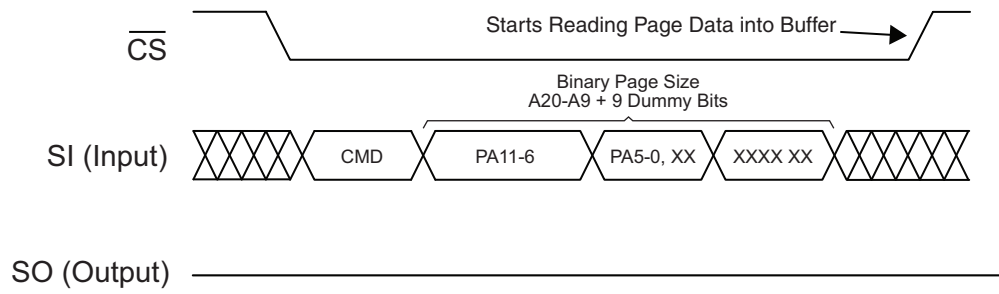 Starts Reading Page Data into Buffer
CS
Binary Page Size
A20-A9 + 9 Dummy Bits
SI (Input)
CMD
PA11-6
PA5-0, XX
XXXX XX
SO (Output)